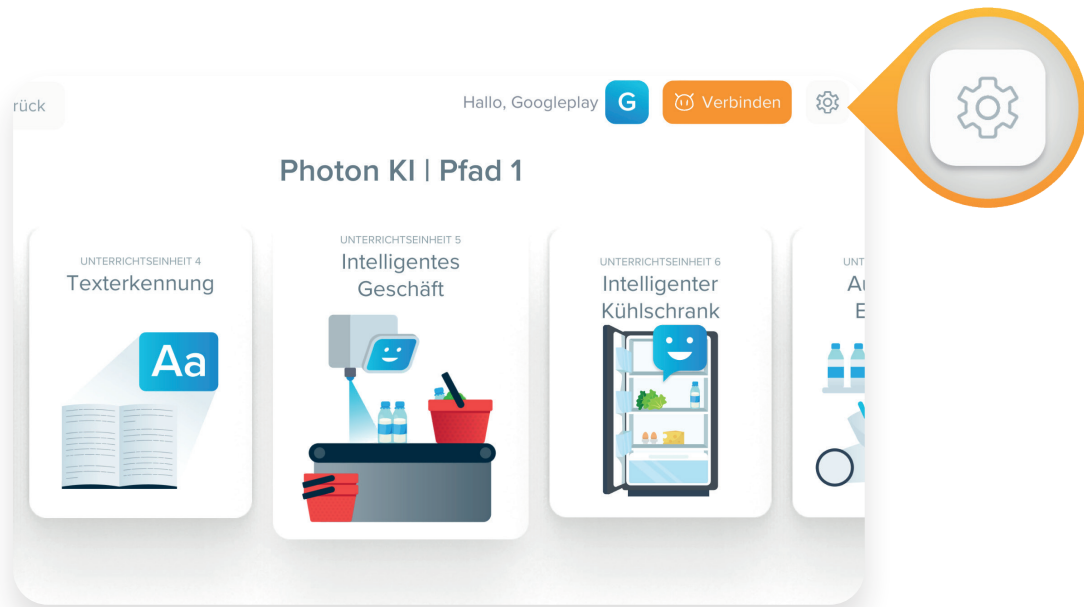 rück
Hallo, Googleplay
G
Verbinden
Photon KI | Pfad 1
UNTERRICHTSEINHEIT 4
Texterkennung
Aa
UNTERRICHTSEINHEIT 5
Intelligentes
Geschäft
UNTERRICHTSEINHEIT 6
Intelligenter
Kühlschrank
UNT
A
E